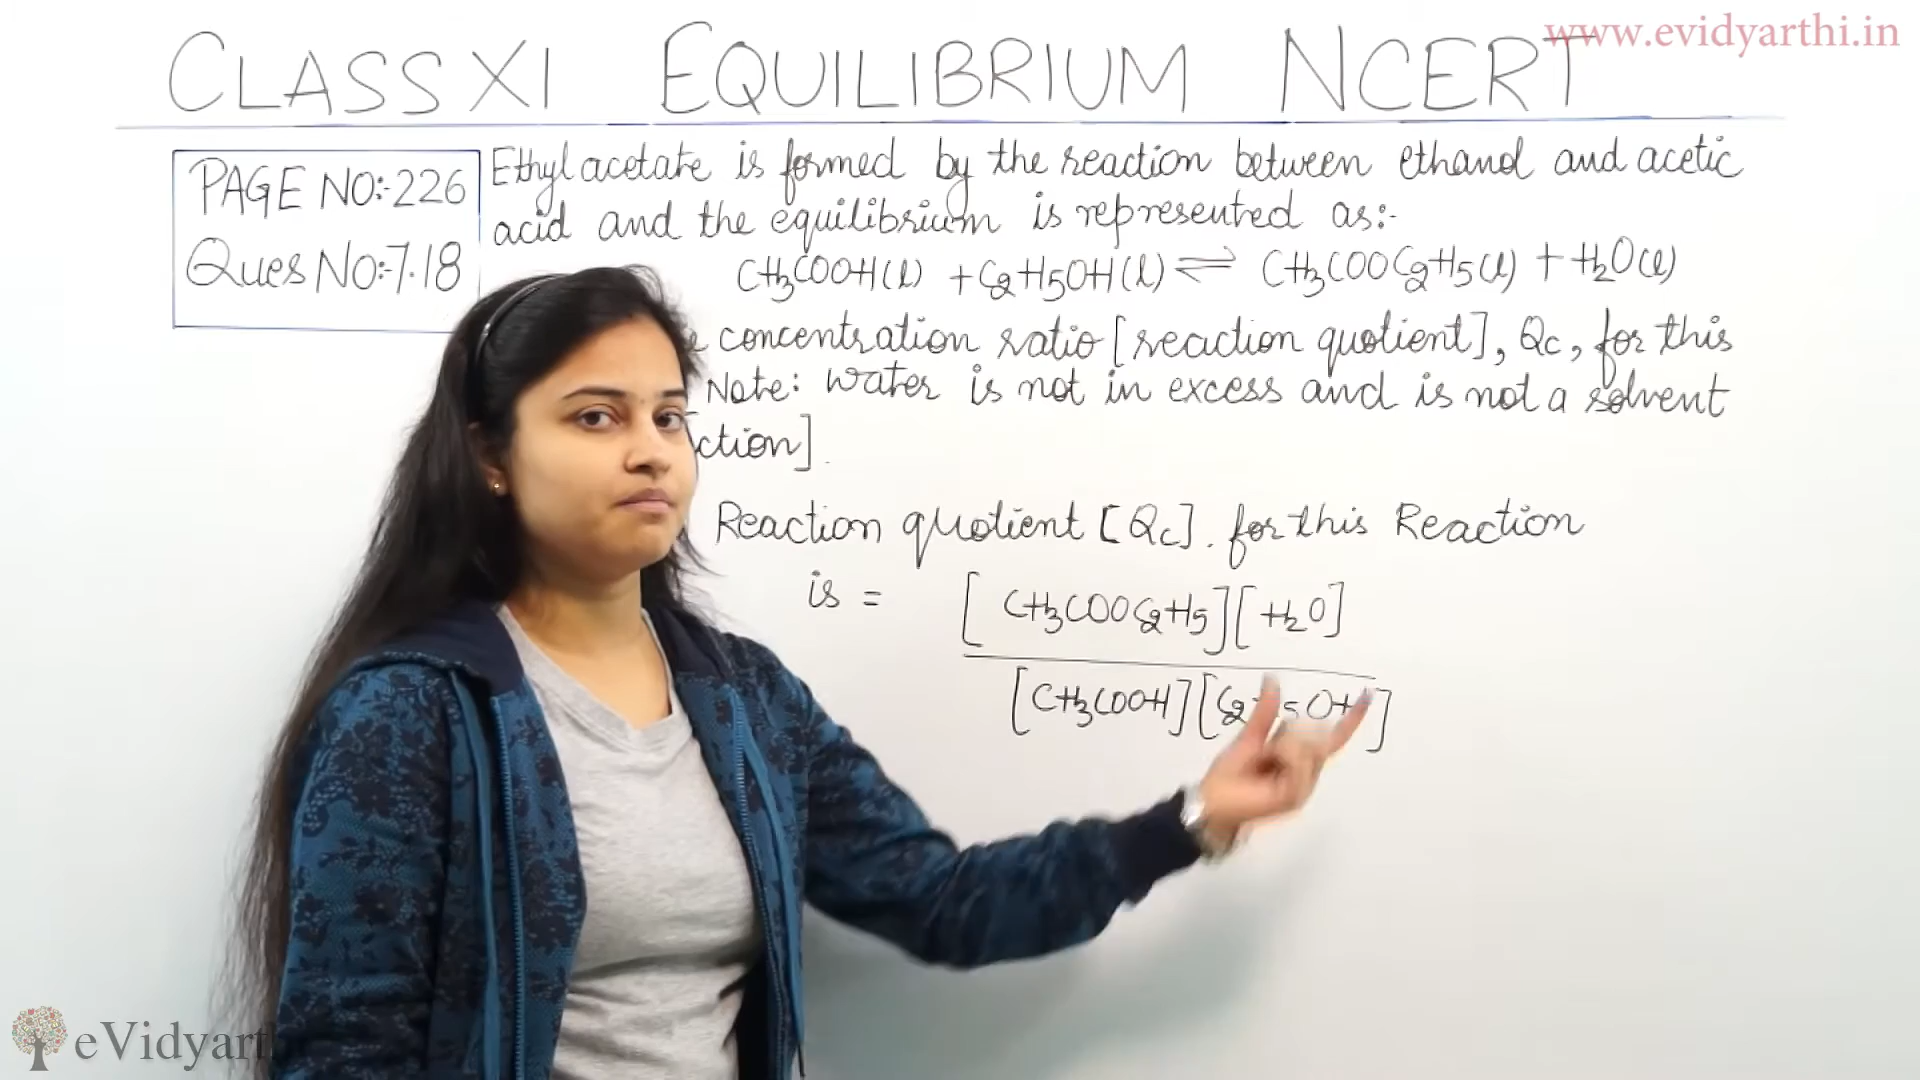 www.evidyarthi.in
CLASS XI EQUILIBRIUM NCERT
PAGE NO:-226
Ques NO:-7.18
Ethyl acetate is formed by the reaction between ethanol and acetic
acid and the equilibrium is represented as:-
CH3COOH(l) + C2H5OH(l) ⇌ CH3COOC2H5(l) + H2O(l)
concentration ratio [reaction quotient], Qc, for this
Note: Water is not in excess and is not a solvent
ction].
Reaction quotient [Qc]. for this Reaction
is = [CH3COOC2H5][H2O]
[CH3COOH][C2H5OH]
eVidyarthi